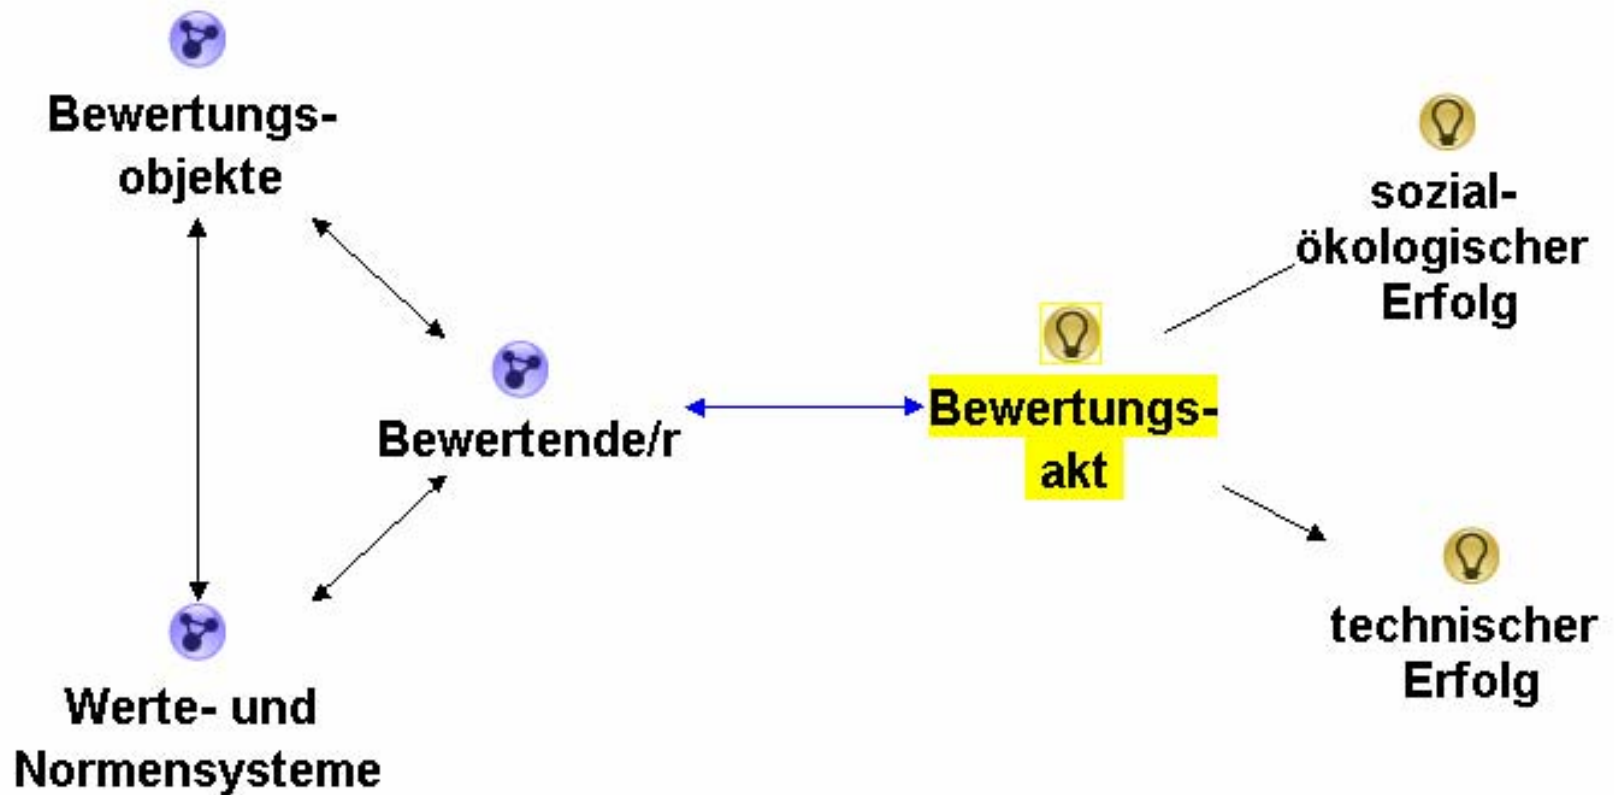 Bewertungs-
objekte
sozial-
ökologischer
Erfolg
Bewertende/r
Bewertungs-
akt
technischer
Erfolg
Werte- und
Normensysteme